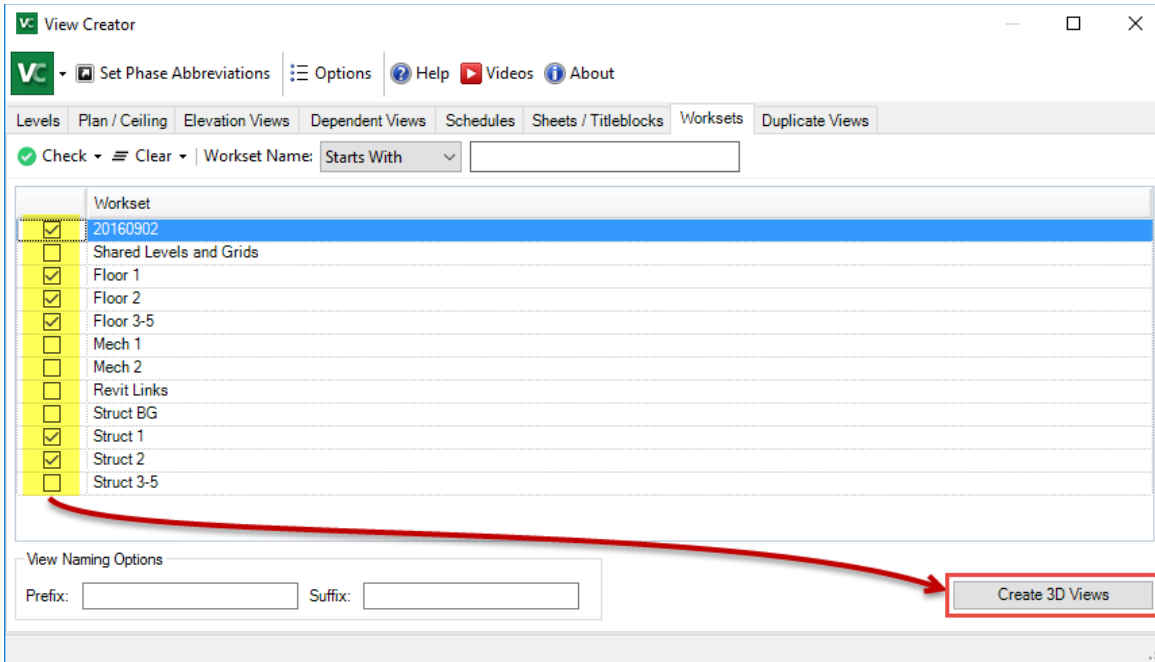 VC View Creator
VC Set Phase Abbreviations Options Help Videos About
Levels Plan / Ceiling Elevation Views Dependent Views Schedules Sheets / Titleblocks Worksets Duplicate Views
Check Clear Workset Name: Starts With
Workset
20160902
Shared Levels and Grids
Floor 1
Floor 2
Floor 3-5
Mech 1
Mech 2
Revit Links
Struct BG
Struct 1
Struct 2
Struct 3-5
View Naming Options
Prefix: Suffix: Create 3D Views